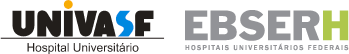 UNIVASF
Hospital Universitário
EBSERH
HOSPITAIS UNIVERSITÁRIOS FEDERAIS